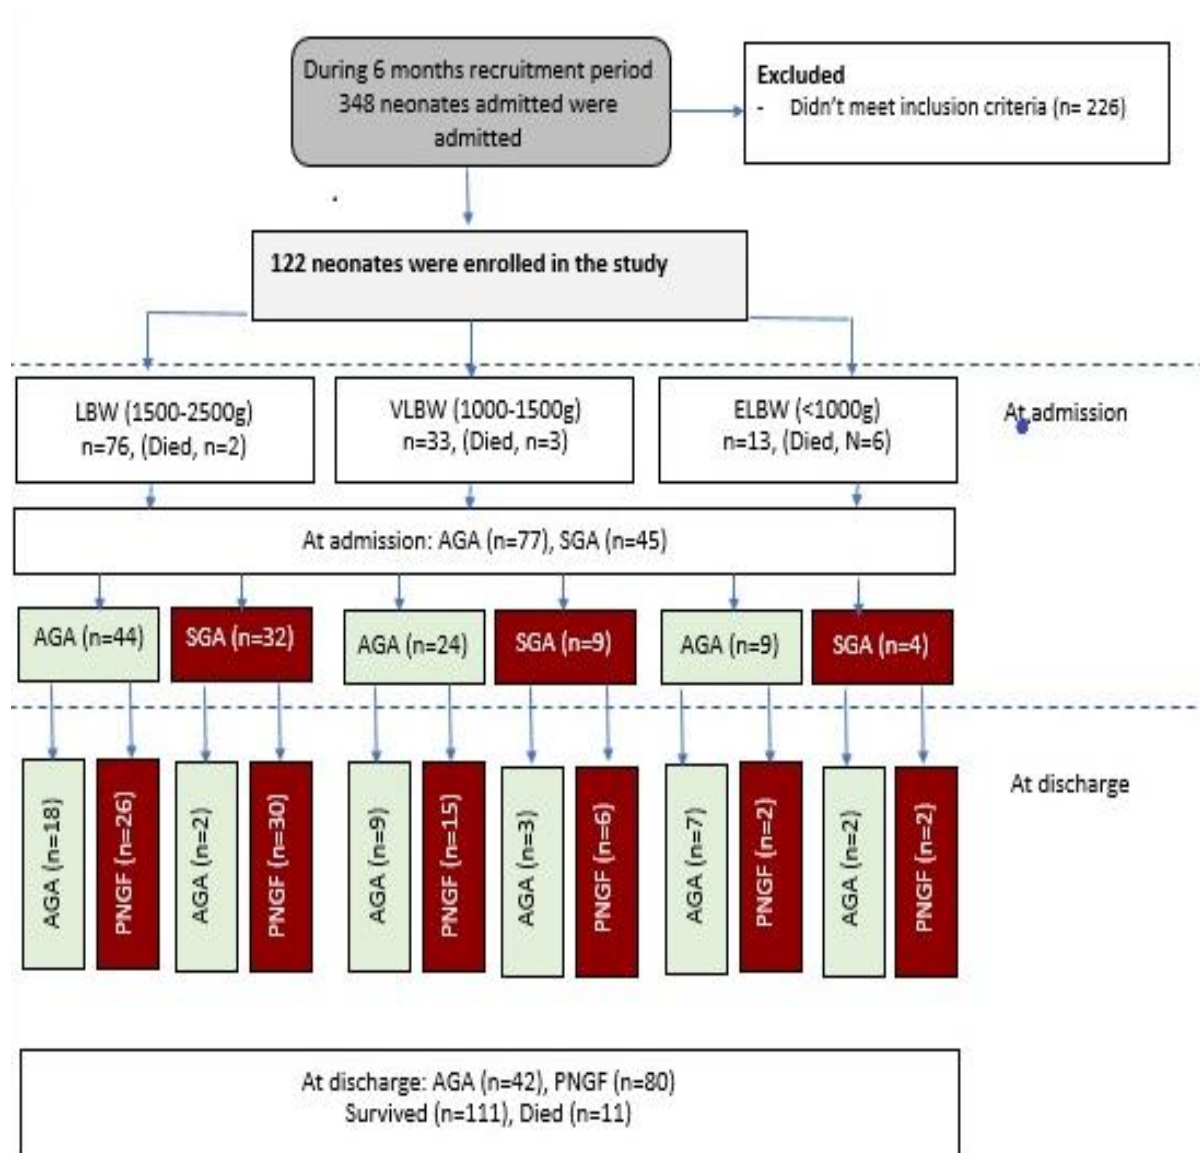 During 6 months recruitment period
348 neonates admitted were
admitted
Excluded
- Didn't meet inclusion criteria (n= 226)
122 neonates were enrolled in the study
LBW (1500-2500g)
n=76, (Died, n=2)
VLBW (1000-1500g)
n=33, (Died, n=3)
ELBW (<1000g)
n=13, (Died, N=6)
At admission
At admission: AGA (n=77), SGA (n=45)
AGA (n=44)
SGA (n=32)
AGA (n=24)
SGA (n=9)
AGA (n=9)
SGA (n=4)
AGA (n=18)
PNGF (n=26)
AGA (n=2)
PNGF (n=30)
AGA (n=9)
PNGF (n=15)
AGA (n=3)
PNGF (n=6)
AGA (n=7)
PNGF (n=2)
AGA (n=2)
PNGF (n=2)
At discharge
At discharge: AGA (n=42), PNGF (n=80)
Survived (n=111), Died (n=11)